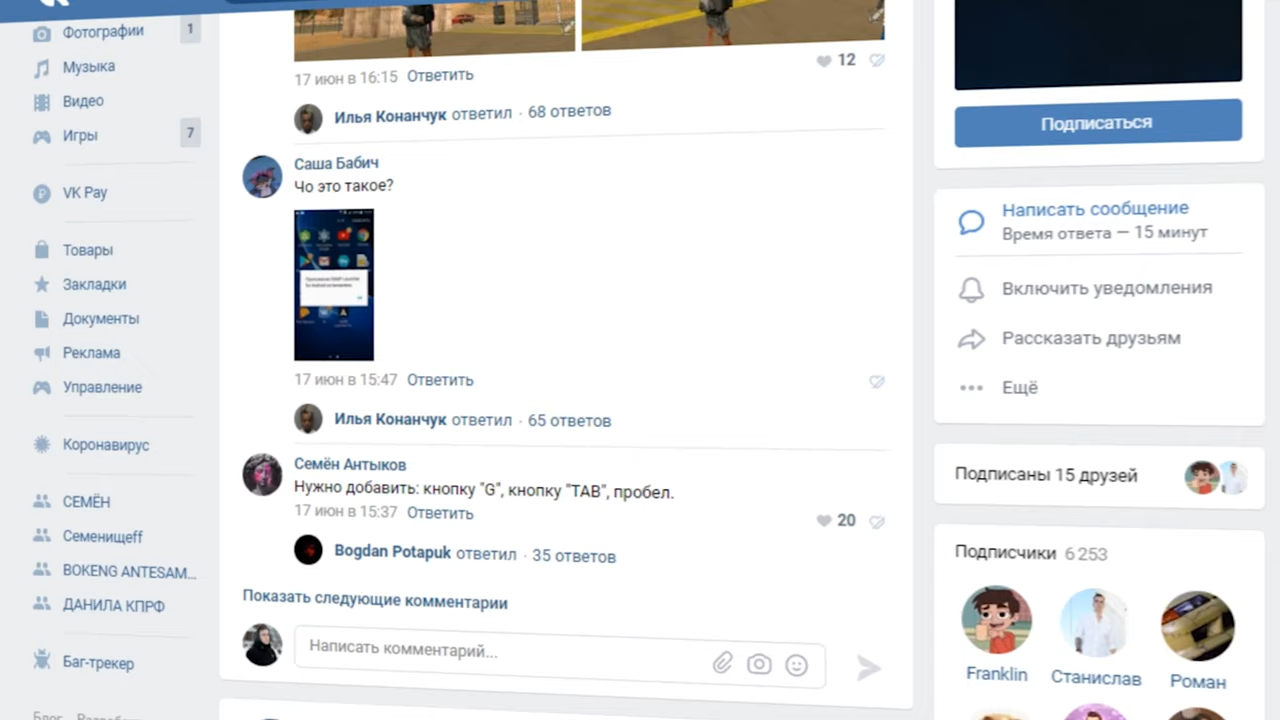 Фотографии
1
Музыка
Видео
Игры
7
VK Pay
Товары
Закладки
Документы
Реклама
Управление
Коронавирус
СЕМЁН
Семенищеff
BOKENG ANTESAM...
ДАНИЛА КПРФ
Баг-трекер
17 июн в 16:15 Ответить
12
Илья Конанчук ответил · 68 ответов
Саша Бабич
Чо это такое?
17 июн в 15:47 Ответить
Илья Конанчук ответил · 65 ответов
Семён Антыков
Нужно добавить: кнопку "G", кнопку "TAB", пробел.
17 июн в 15:37 Ответить
20
Bogdan Potapuk ответил · 35 ответов
Показать следующие комментарии
Написать комментарий...
Подписаться
Написать сообщение
Время ответа — 15 минут
Включить уведомления
Рассказать друзьям
Ещё
Подписаны 15 друзей
Подписчики 6 253
Franklin
Станислав
Роман